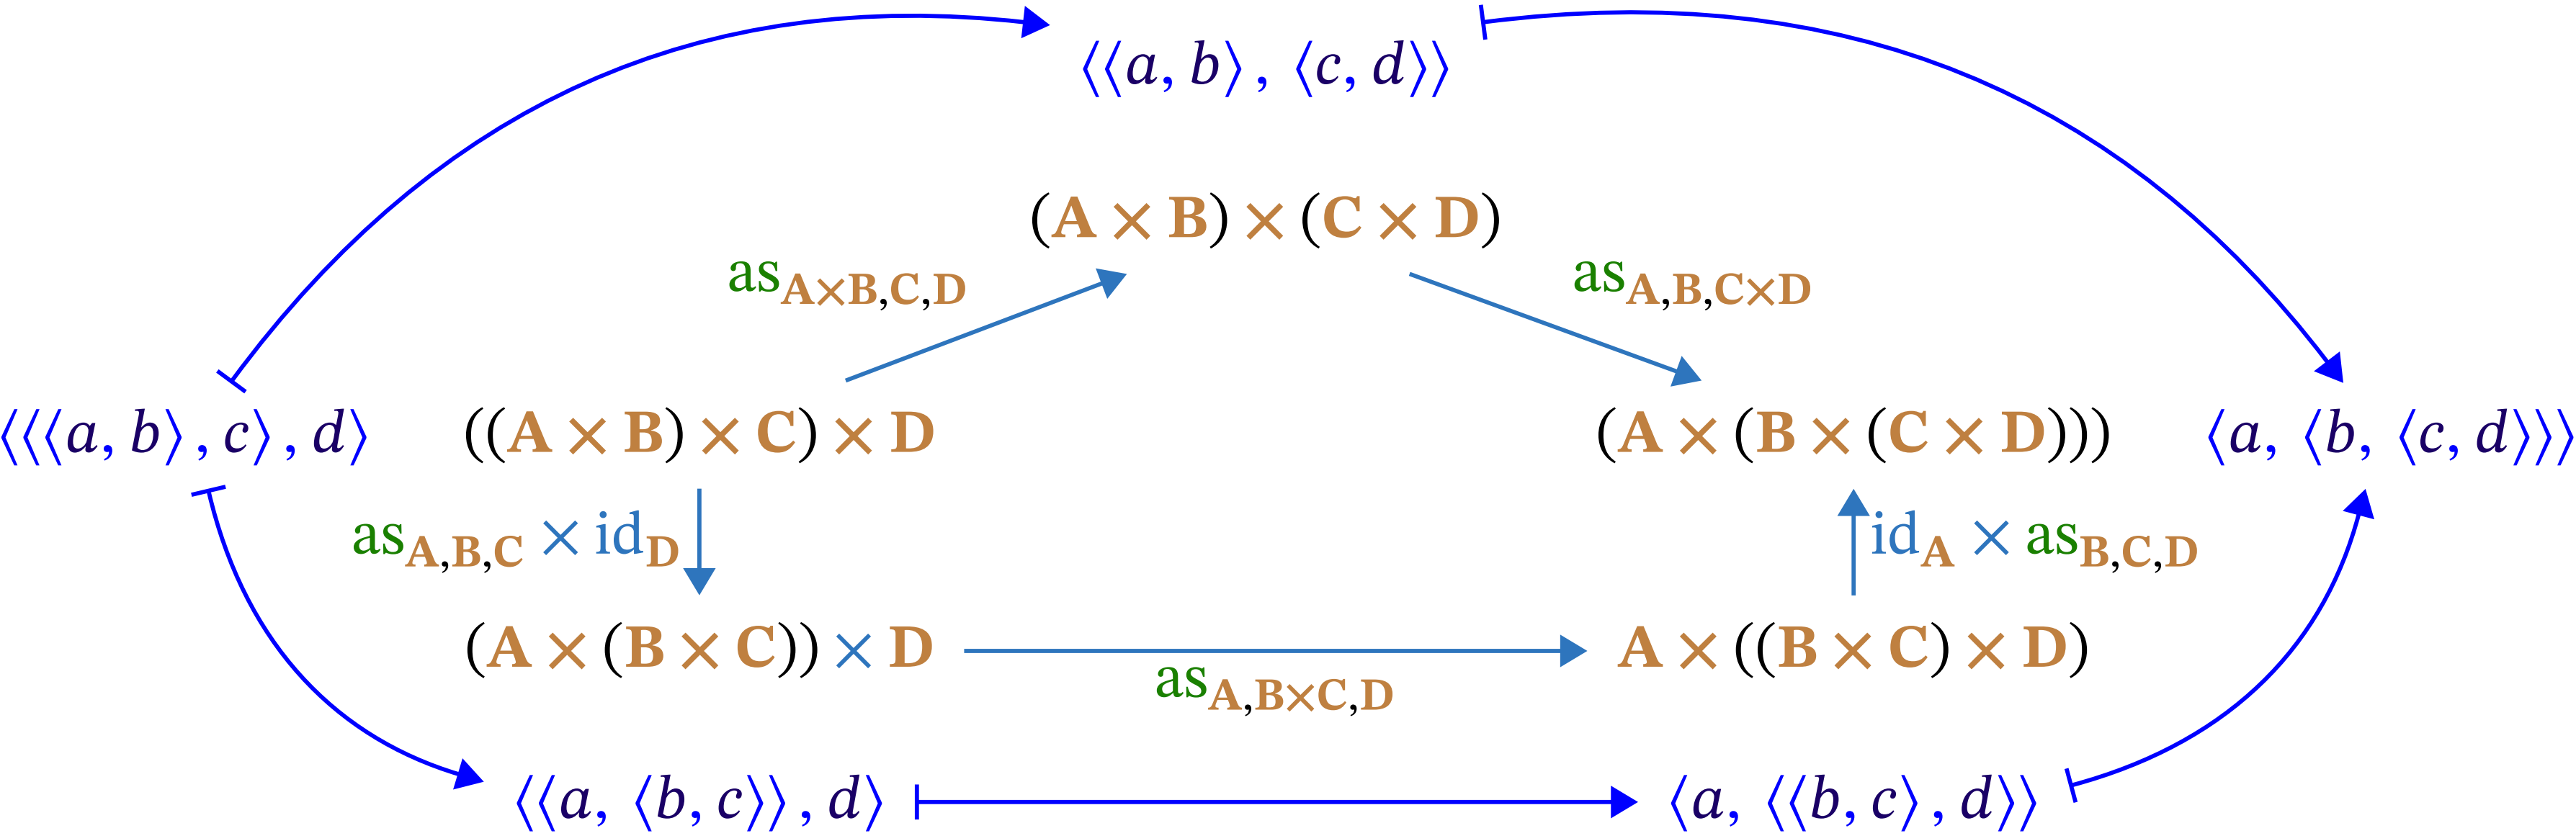 ⟨⟨a, b⟩, ⟨c, d⟩⟩
(A × B) × (C × D)
as_{A×B,C,D} as_{A,B,C×D}
⟨⟨⟨a, b⟩, c⟩, d⟩ ((A × B) × C) × D (A × (B × (C × D))) ⟨a, ⟨b, ⟨c, d⟩⟩⟩
as_{A,B,C} × id_D id_A × as_{B,C,D}
(A × (B × C)) × D A × ((B × C) × D)
as_{A,B×C,D}
⟨⟨a, ⟨b, c⟩⟩, d⟩ ⟨a, ⟨⟨b, c⟩, d⟩⟩